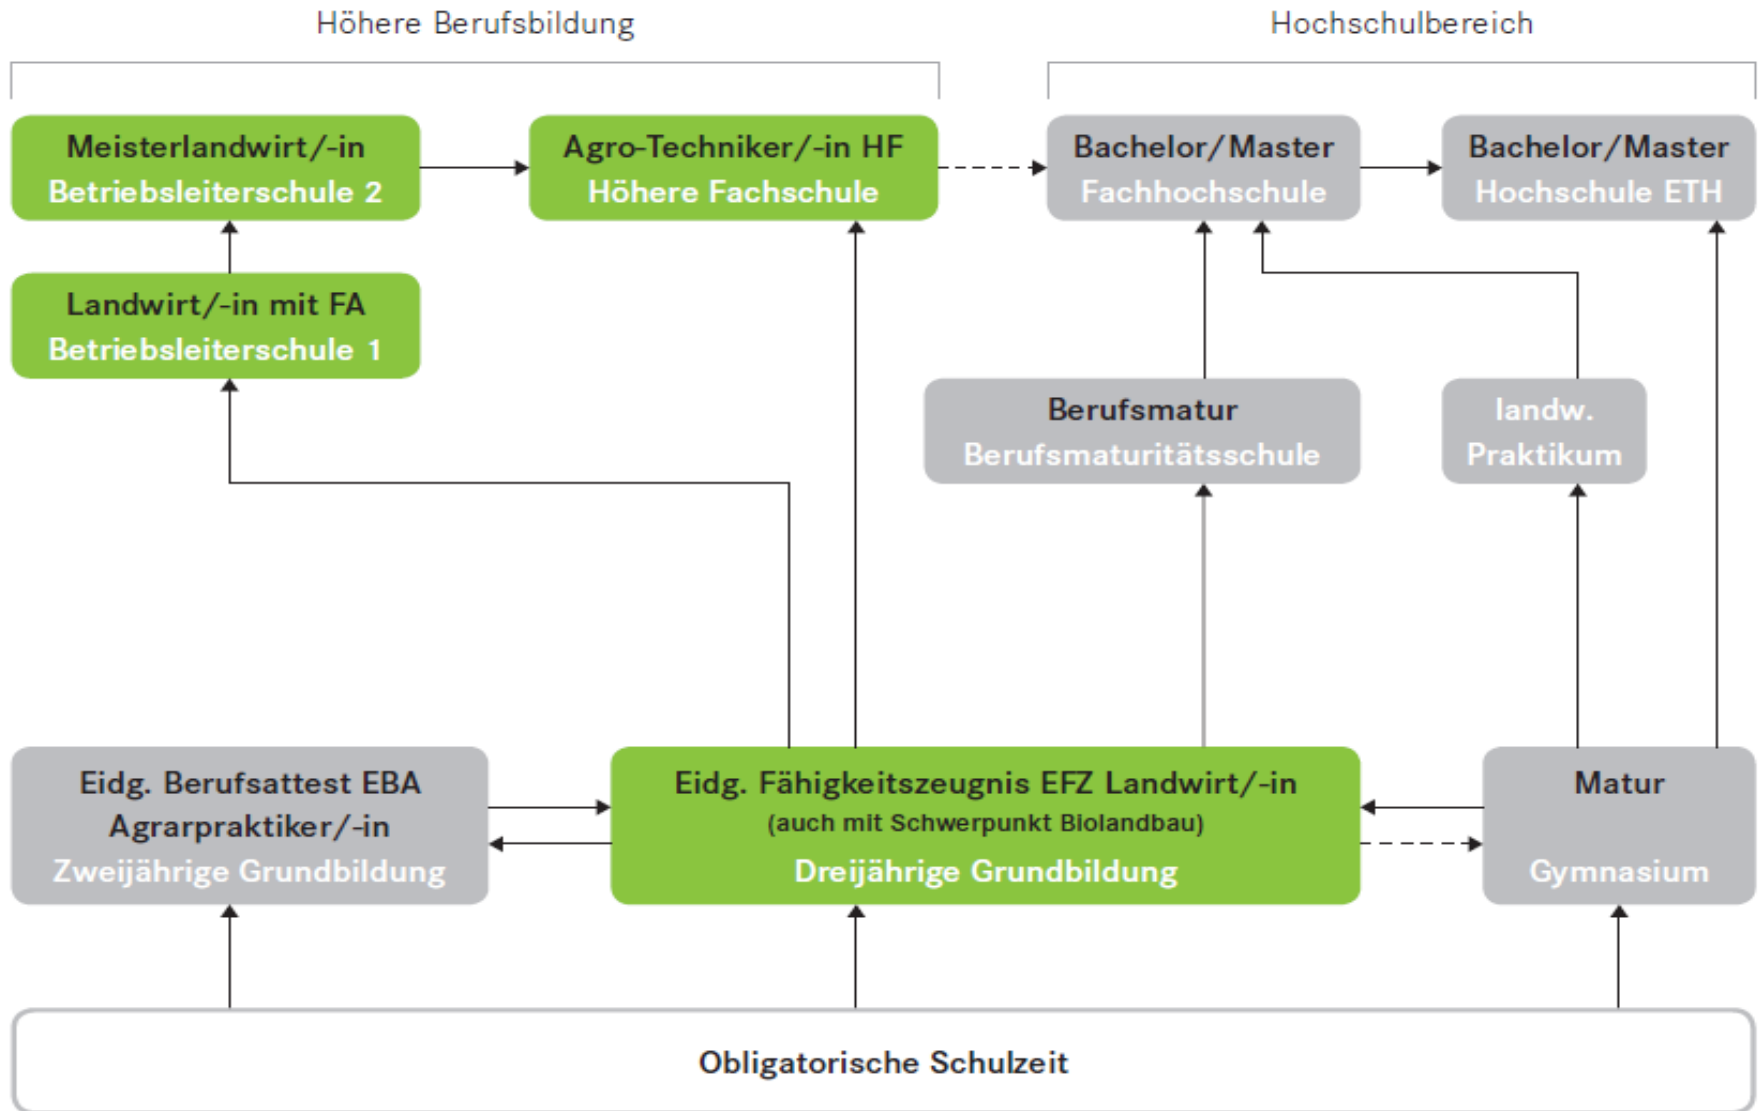 Höhere Berufsbildung
Hochschulbereich
Meisterlandwirt/-in
Betriebsleiterschule 2
Agro-Techniker/-in HF
Höhere Fachschule
Bachelor/Master
Fachhochschule
Bachelor/Master
Hochschule ETH
Landwirt/-in mit FA
Betriebsleiterschule 1
Berufsmatur
Berufsmaturitätsschule
landw.
Praktikum
Eidg. Berufsattest EBA
Agrarpraktiker/-in
Zweijährige Grundbildung
Eidg. Fähigkeitszeugnis EFZ Landwirt/-in
(auch mit Schwerpunkt Biolandbau)
Dreijährige Grundbildung
Matur
Gymnasium
Obligatorische Schulzeit